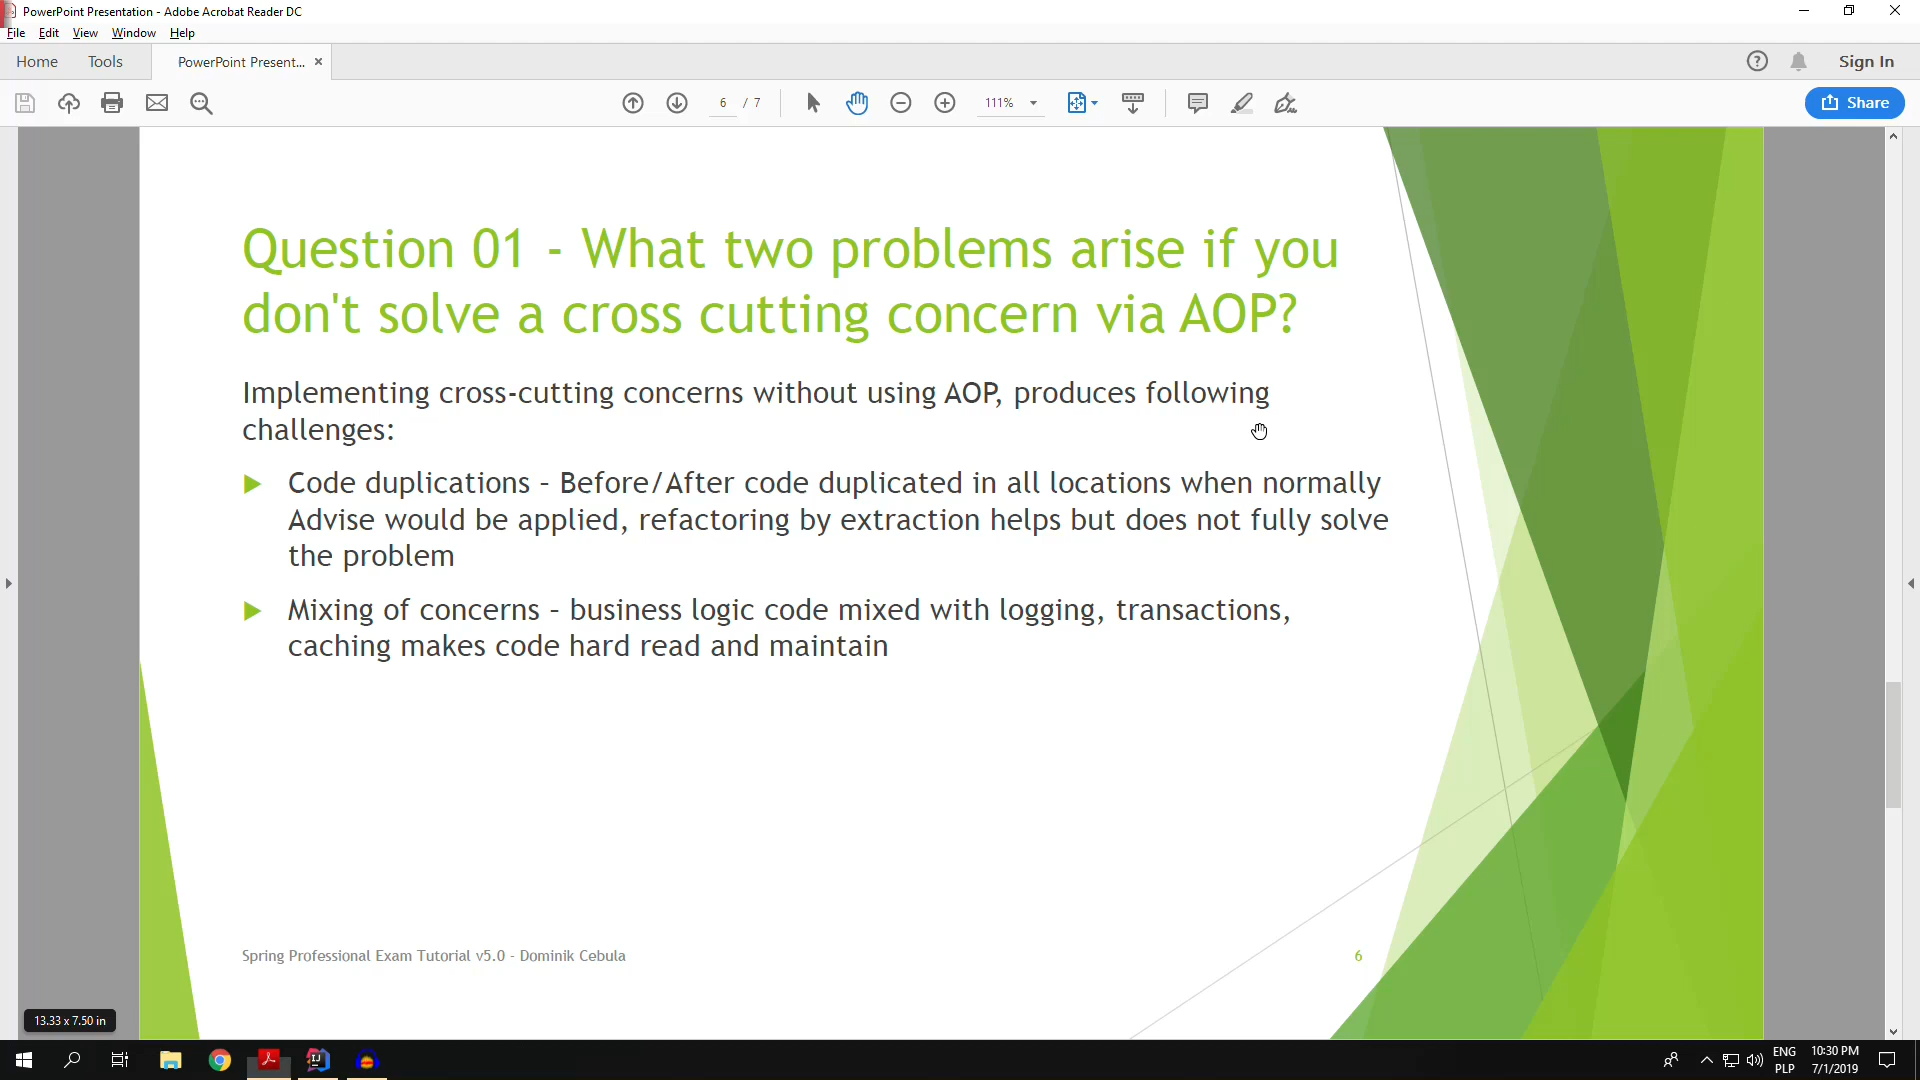 PowerPoint Presentation - Adobe Acrobat Reader DC
File Edit View Window Help
Home Tools PowerPoint Present... Sign In
6 / 7 111% Share
Question 01 - What two problems arise if you
don't solve a cross cutting concern via AOP?
Implementing cross-cutting concerns without using AOP, produces following
challenges:
Code duplications – Before/After code duplicated in all locations when normally
Advise would be applied, refactoring by extraction helps but does not fully solve
the problem
Mixing of concerns – business logic code mixed with logging, transactions,
caching makes code hard read and maintain
Spring Professional Exam Tutorial v5.0 - Dominik Cebula 6
13.33 x 7.50 in
ENG 10:30 PM
PLP 7/1/2019